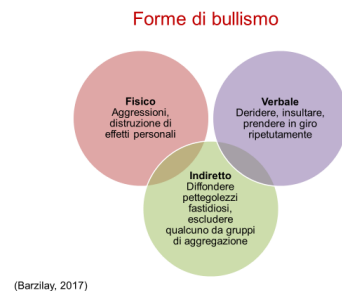 Forme di bullismo
Fisico
Aggressioni,
distruzione di
effetti personali
Verbale
Deridere, insultare,
prendere in giro
ripetutamente
Indiretto
Diffondere
pettegolezzi
fastidiosi,
escludere
qualcuno da gruppi
di aggregazione
(Barzilay, 2017)